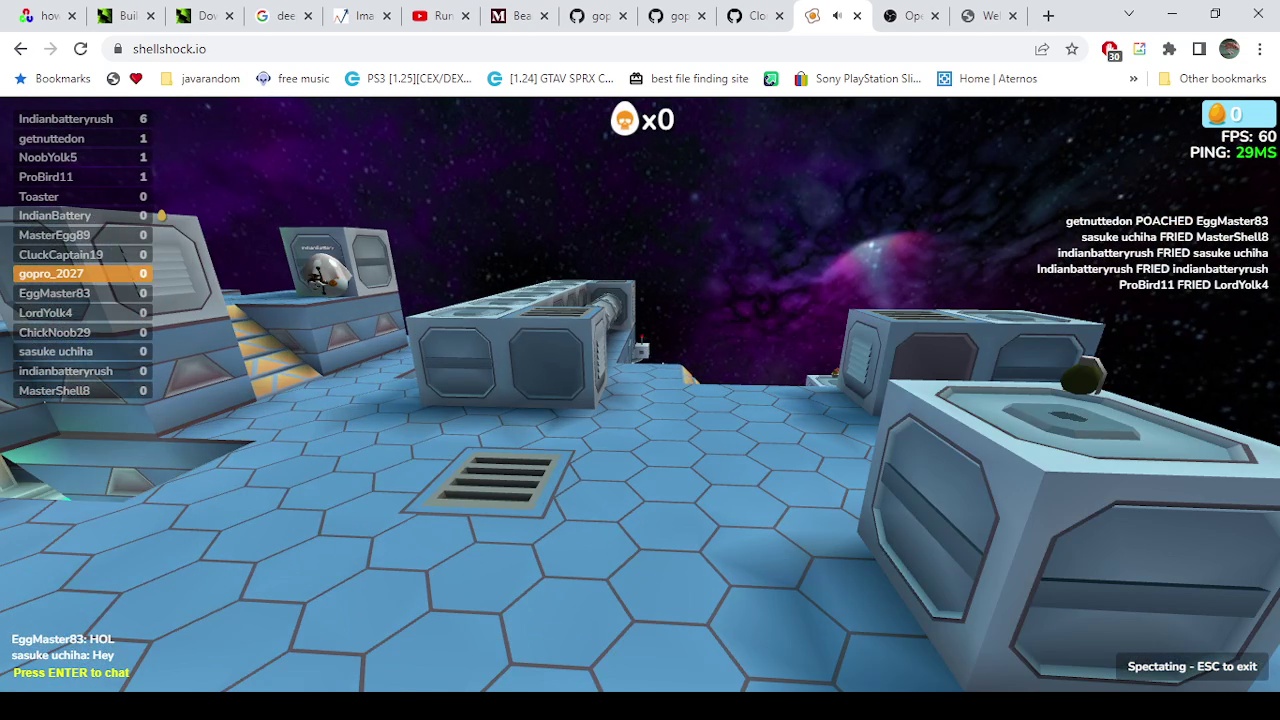 how
Buil
Dov
dee
Ima
Run
Bea
gop
gop
Clo
Ope
Wel
shellshock.io
30
Bookmarks
javarandom
free music
PS3 [1.25][CEX/DEX...
[1.24] GTAV SPRX C...
best file finding site
Sony PlayStation Sli...
Home | Aternos
»
Other bookmarks
Indianbatteryrush 6
getnuttedon 1
NoobYolk5 1
ProBird11 1
Toaster 0
IndianBattery 0
MasterEgg89 0
CluckCaptain19 0
gopro_2027 0
EggMaster83 0
LordYolk4 0
ChickNoob29 0
sasuke uchiha 0
indianbatteryrush 0
MasterShell8 0
x0
0
FPS: 60
PING: 29MS
getnuttedon POACHED EggMaster83
sasuke uchiha FRIED MasterShell8
indianbatteryrush FRIED sasuke uchiha
Indianbatteryrush FRIED indianbatteryrush
ProBird11 FRIED LordYolk4
IndianBattery
EggMaster83: HOL
sasuke uchiha: Hey
Press ENTER to chat
Spectating - ESC to exit